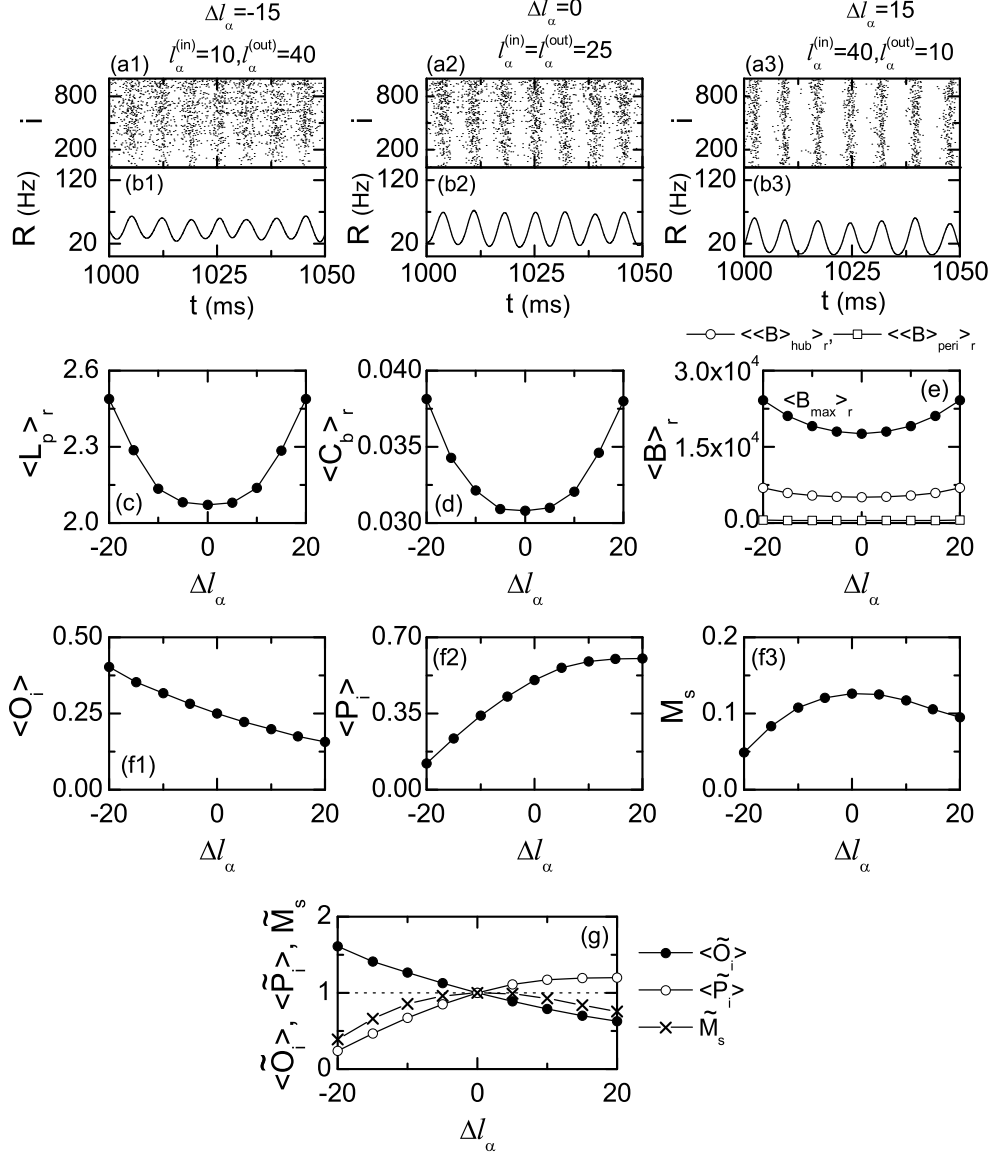 Δl_α=-15 Δl_α=0 Δl_α=15
l_α^(in)=10,l_α^(out)=40 l_α^(in)=l_α^(out)=25 l_α^(in)=40,l_α^(out)=10
(a1) (a2) (a3)
i 800 200
i 800 200
i 800 200
(b1) (b2) (b3)
R (Hz) 120 20
R (Hz) 120 20
R (Hz) 120 20
1000 1025 1050 1000 1025 1050 1000 1025 1050
t (ms) t (ms) t (ms)
<<B>_hub>_r, <<B>_peri>_r
<L_p>_r 2.6 2.3 2.0 (c)
<C_b>_r 0.040 0.035 0.030 (d)
<B>_r 3.0x10^4 1.5x10^4 0.0 <B_max>_r (e)
-20 0 20 -20 0 20 -20 0 20
Δl_α Δl_α Δl_α
<O_i> 0.50 0.25 0.00 (f1)
<P_i> 0.70 0.35 0.00 (f2)
M_s 0.2 0.1 0.0 (f3)
-20 0 20 -20 0 20 -20 0 20
Δl_α Δl_α Δl_α
<Õ_i>, <P̃_i>, M̃_s 2 1 0 (g)
<Õ_i>
<P̃_i>
M̃_s
-20 0 20
Δl_α